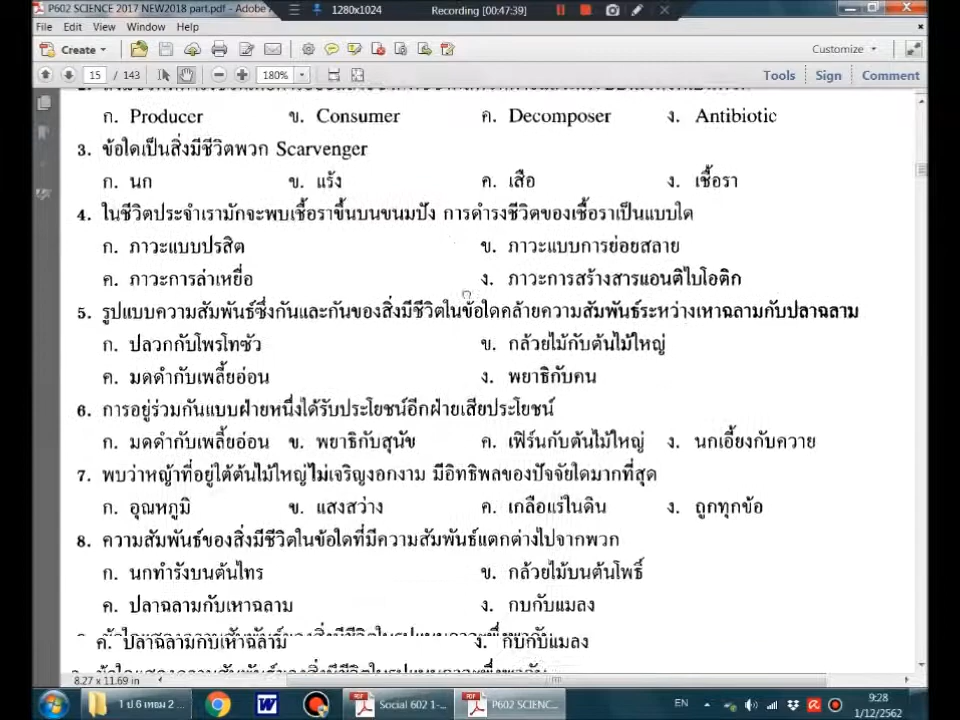 P602 SCIENCE 2017 NEW2018 part.pdf - Adobe
1280x1024 Recording [00:47:39]
File Edit View Window Help
Create Customize
15 / 143 180% Tools Sign Comment
ก. Producer ข. Consumer ค. Decomposer ง. Antibiotic
3. ข้อใดเป็นสิ่งมีชีวิตพวก Scarvenger
ก. นก ข. แร้ง ค. เสือ ง. เชื้อรา
4. ในชีวิตประจำเรามักจะพบเชื้อราขึ้นบนขนมปัง การดำรงชีวิตของเชื้อราเป็นแบบใด
ก. ภาวะแบบปรสิต ข. ภาวะแบบการย่อยสลาย
ค. ภาวะการล่าเหยื่อ ง. ภาวะการสร้างสารแอนติไบโอติก
5. รูปแบบความสัมพันธ์ซึ่งกันและกันของสิ่งมีชีวิตในข้อใดคล้ายความสัมพันธ์ระหว่างเหาฉลามกับปลาฉลาม
ก. ปลวกกับโพรโทซัว ข. กล้วยไม้กับต้นไม้ใหญ่
ค. มดดำกับเพลี้ยอ่อน ง. พยาธิกับคน
6. การอยู่ร่วมกันแบบฝ่ายหนึ่งได้รับประโยชน์อีกฝ่ายเสียประโยชน์
ก. มดดำกับเพลี้ยอ่อน ข. พยาธิกับสุนัข ค. เฟิร์นกับต้นไม้ใหญ่ ง. นกเอี้ยงกับควาย
7. พบว่าหญ้าที่อยู่ใต้ต้นไม้ใหญ่ไม่เจริญงอกงาม มีอิทธิพลของปัจจัยใดมากที่สุด
ก. อุณหภูมิ ข. แสงสว่าง ค. เกลือแร่ในดิน ง. ถูกทุกข้อ
8. ความสัมพันธ์ของสิ่งมีชีวิตในข้อใดที่มีความสัมพันธ์แตกต่างไปจากพวก
ก. นกทำรังบนต้นไทร ข. กล้วยไม้บนต้นโพธิ์
ค. ปลาฉลามกับเหาฉลาม ง. กบกับแมลง
ค. ปลาฉลามกับเหาฉลาม ง. กบกับแมลง
8.27 x 11.69 in
1 ป 6 เทอม 2 ... Social 602 1-... P602 SCIENC... EN 9:28
1/12/2562